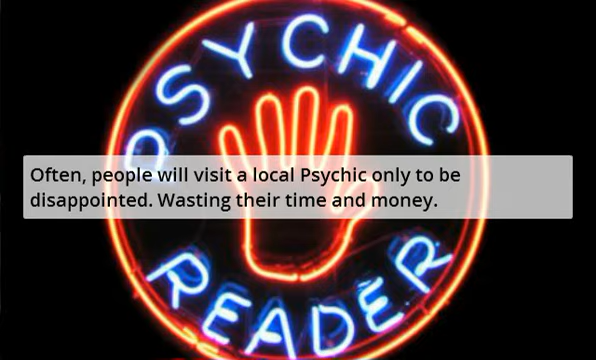 PSYCHIC
Often, people will visit a local Psychic only to be
disappointed. Wasting their time and money.
READER